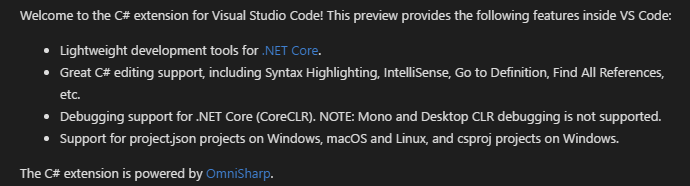 Welcome to the C# extension for Visual Studio Code! This preview provides the following features inside VS Code:
• Lightweight development tools for .NET Core.
• Great C# editing support, including Syntax Highlighting, IntelliSense, Go to Definition, Find All References,
etc.
• Debugging support for .NET Core (CoreCLR). NOTE: Mono and Desktop CLR debugging is not supported.
• Support for project.json projects on Windows, macOS and Linux, and csproj projects on Windows.
The C# extension is powered by OmniSharp.